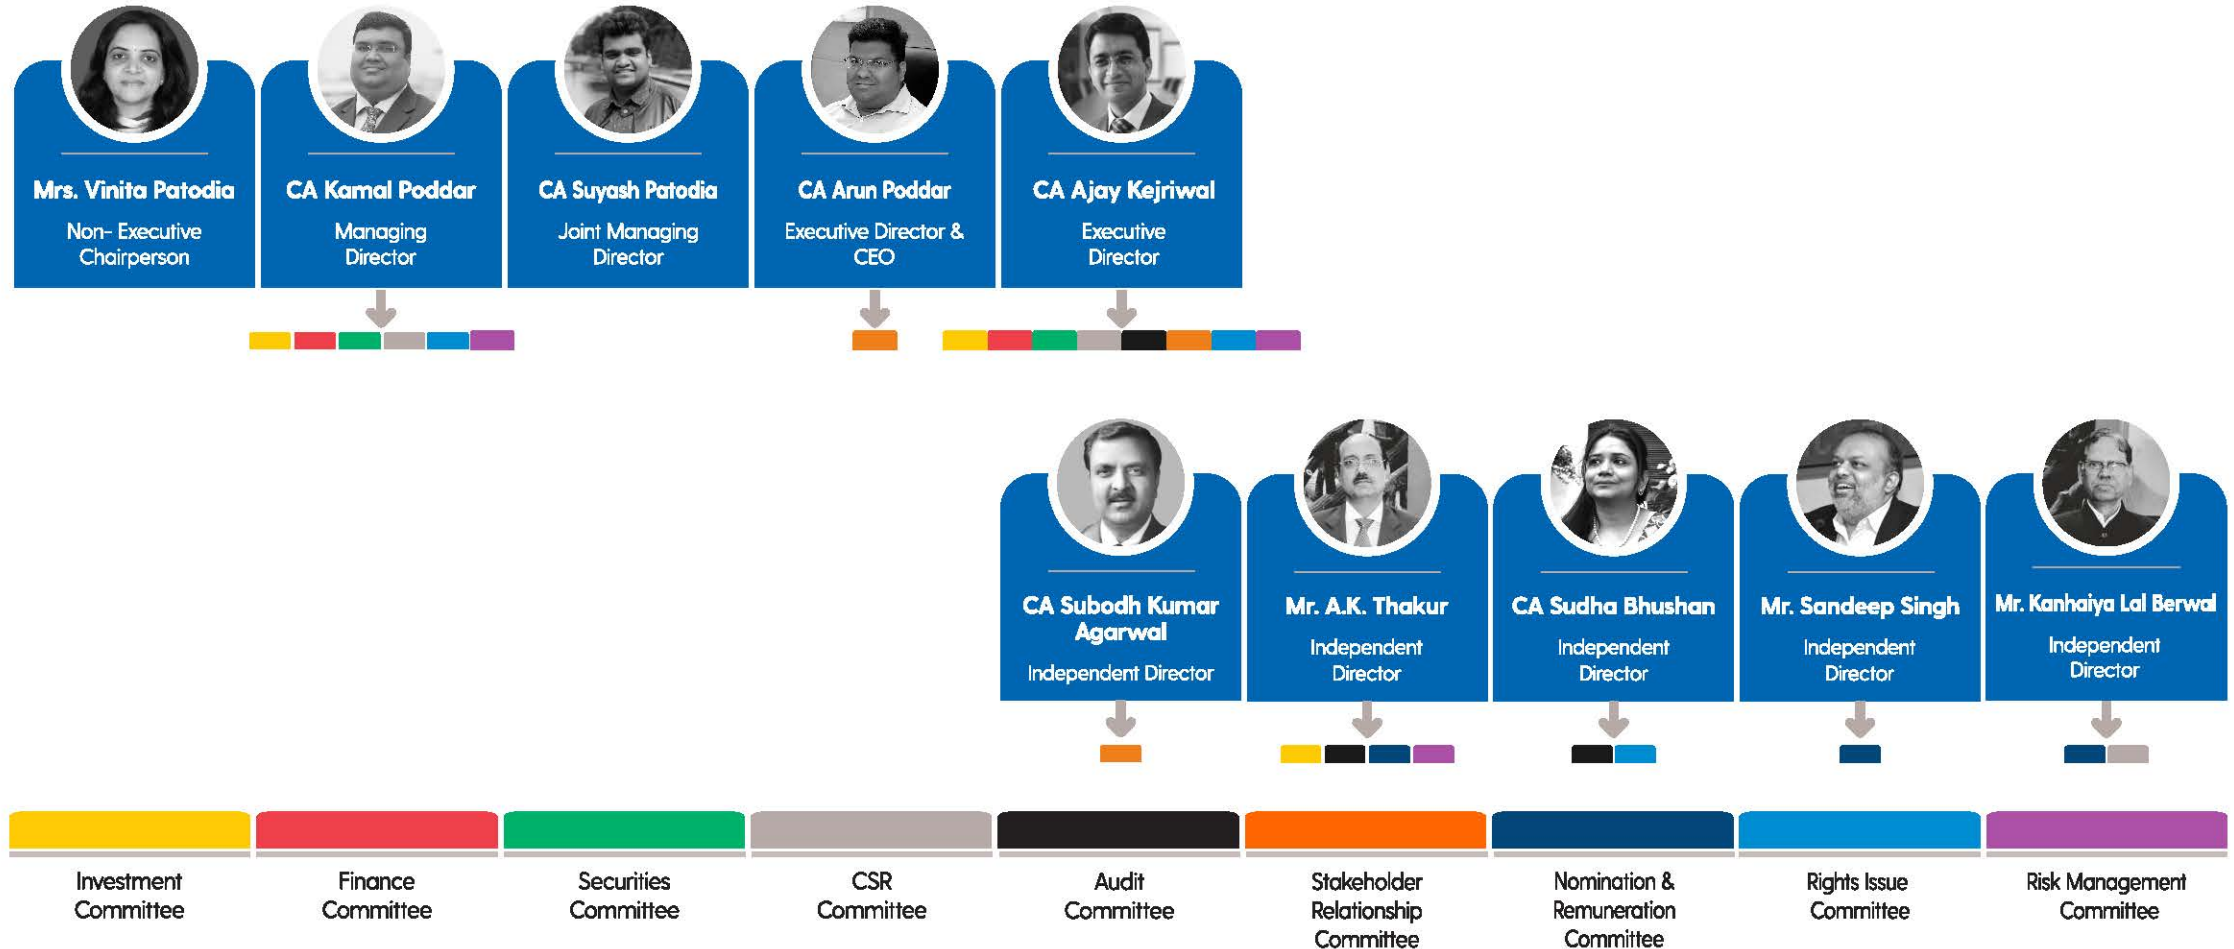 Mrs. Vinita Patodia
Non- Executive
Chairperson
CA Kamal Poddar
Managing
Director
CA Suyash Patodia
Joint Managing
Director
CA Arun Poddar
Executive Director &
CEO
CA Ajay Kejriwal
Executive
Director
CA Subodh Kumar
Agarwal
Independent Director
Mr. A.K. Thakur
Independent
Director
CA Sudha Bhushan
Independent
Director
Mr. Sandeep Singh
Independent
Director
Mr. Kanhaiya Lal Berwal
Independent
Director
Investment
Committee
Finance
Committee
Securities
Committee
CSR
Committee
Audit
Committee
Stakeholder
Relationship
Committee
Nomination &
Remuneration
Committee
Rights Issue
Committee
Risk Management
Committee